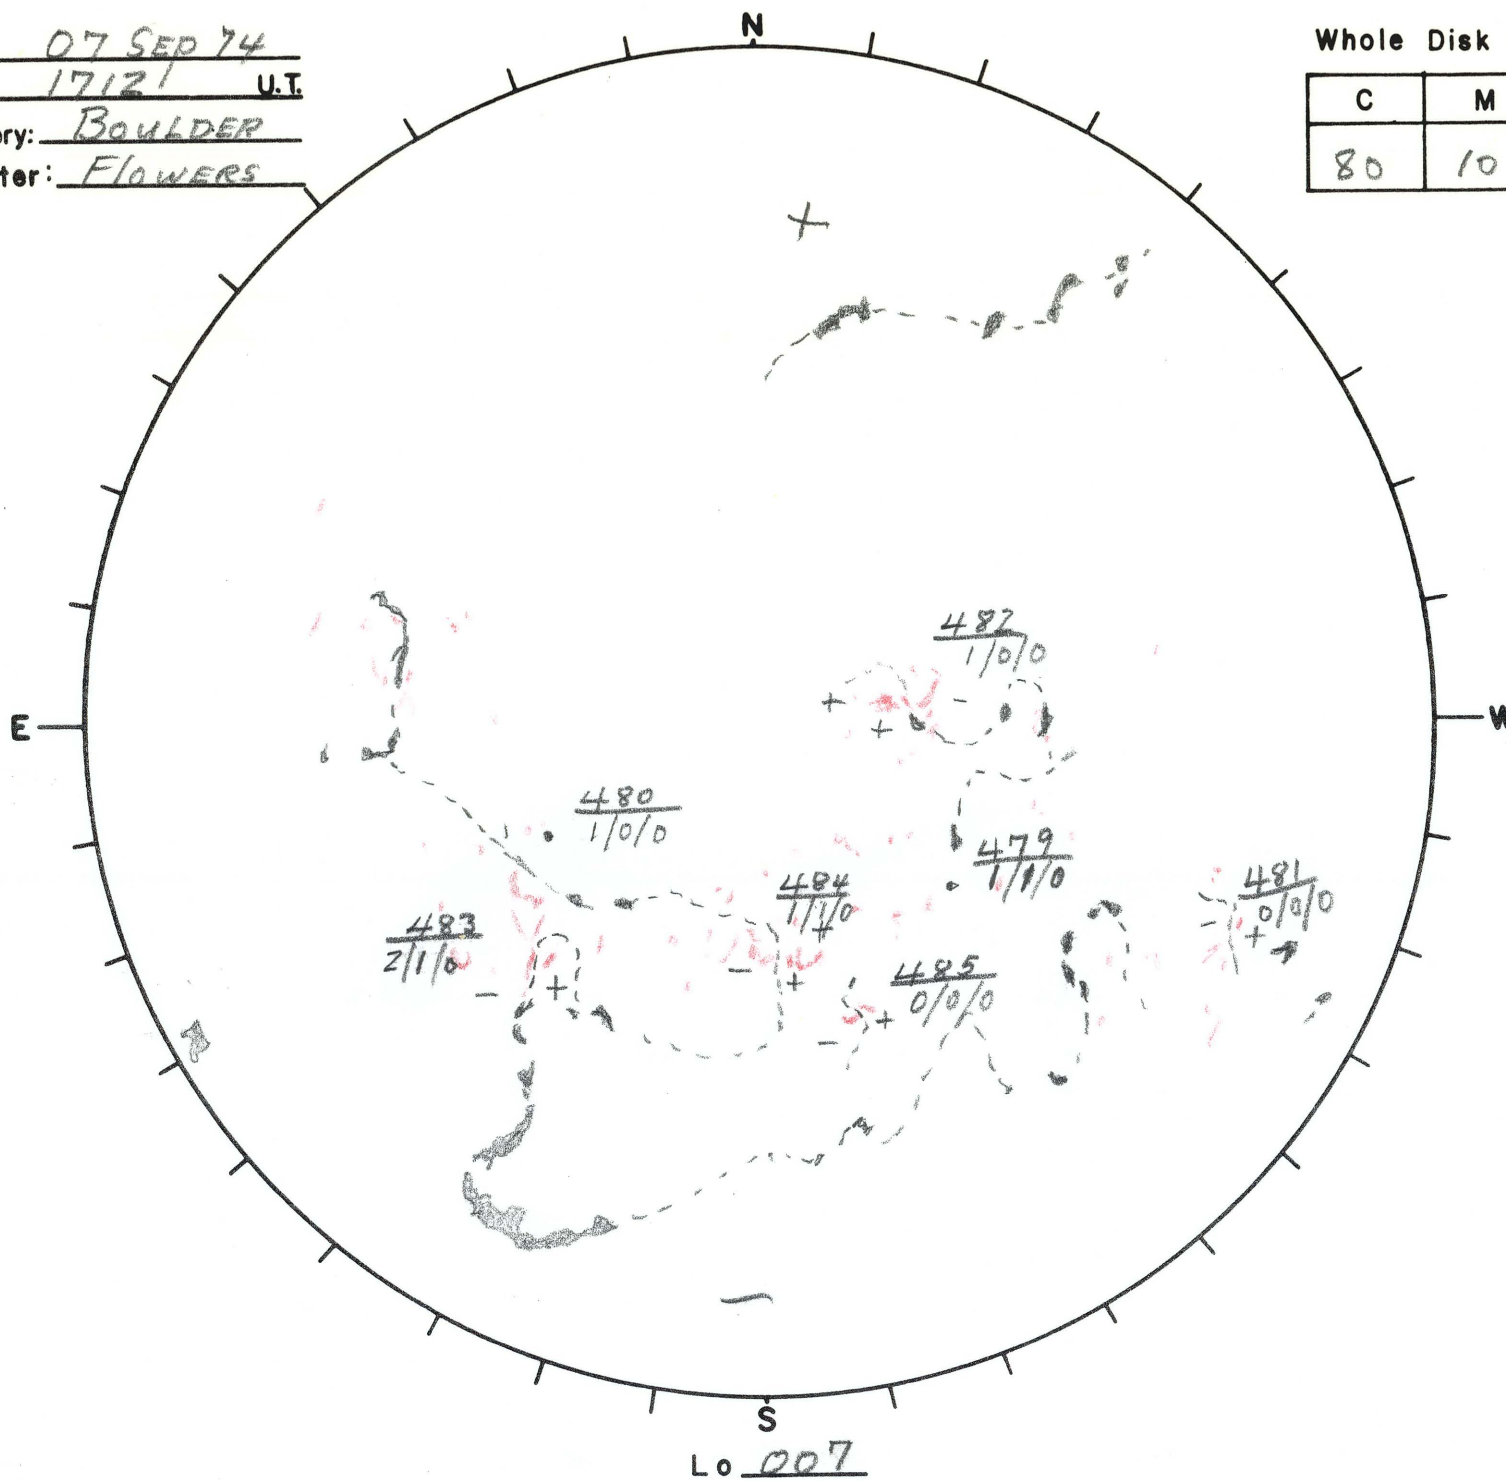 07 SEP 74
1712 U.T.
ry: BOULDER
ter: FLOWERS
N
Whole Disk
C M
80 10
+
482
1/0/0
+
-
+
E
W
480
1/0/0
479
1/1/0
484
1/1/0
+
481
0/0/0
-
+
483
2/1/0
-
+
-
+
485
0/0/0
+
-
—
S
Lo 007